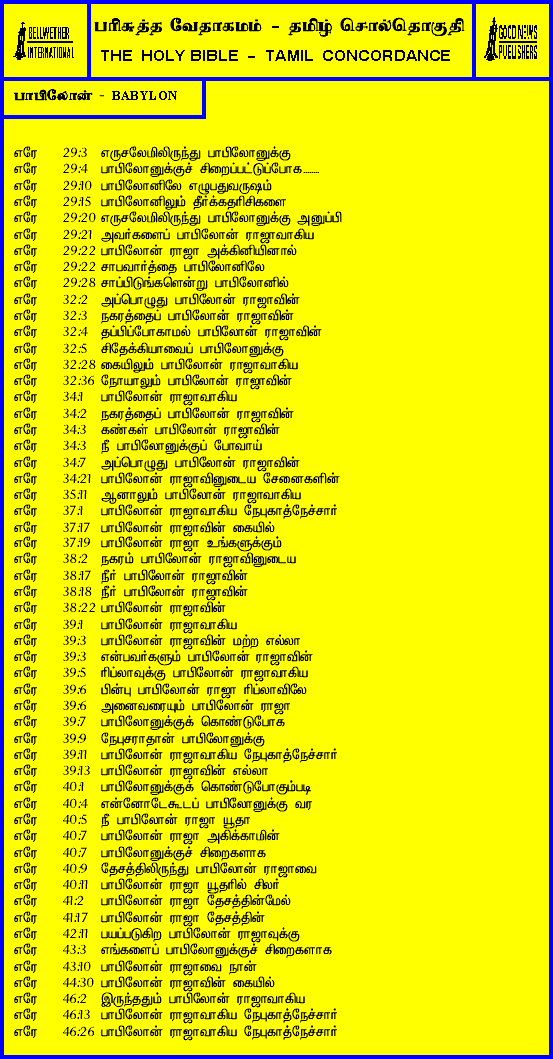 BELLWETHER
INTERNATIONAL
பரிசுத்த வேதாகமம் - தமிழ் சொல்தொகுதி
THE HOLY BIBLE - TAMIL CONCORDANCE
GOOD NEWS
PUBLISHERS
பாபிலோன் - BABYLON
எரே 29:3 எருசலேமிலிருந்து பாபிலோனுக்கு
எரே 29:4 பாபிலோனுக்குச் சிறைப்பட்டுப்போக.......
எரே 29:10 பாபிலோனிலே எழுபதுவருஷம்
எரே 29:15 பாபிலோனிலும் தீர்க்கதரிசிகளை
எரே 29:20 எருசலேமிலிருந்து பாபிலோனுக்கு அனுப்பி
எரே 29:21 அவர்களைப் பாபிலோன் ராஜாவாகிய
எரே 29:22 பாபிலோன் ராஜா அக்கினியினால்
எரே 29:22 சாபவார்த்தை பாபிலோனிலே
எரே 29:28 சாப்பிடுங்களென்று பாபிலோனில்
எரே 32:2 அப்பொழுது பாபிலோன் ராஜாவின்
எரே 32:3 நகரத்தைப் பாபிலோன் ராஜாவின்
எரே 32:4 தப்பிப்போகாமல் பாபிலோன் ராஜாவின்
எரே 32:5 சிதேக்கியாவைப் பாபிலோனுக்கு
எரே 32:28 கையிலும் பாபிலோன் ராஜாவாகிய
எரே 32:36 நோயாலும் பாபிலோன் ராஜாவின்
எரே 34:1 பாபிலோன் ராஜாவாகிய
எரே 34:2 நகரத்தைப் பாபிலோன் ராஜாவின்
எரே 34:3 கண்கள் பாபிலோன் ராஜாவின்
எரே 34:3 நீ பாபிலோனுக்குப் போவாய்
எரே 34:7 அப்பொழுது பாபிலோன் ராஜாவின்
எரே 34:21 பாபிலோன் ராஜாவினுடைய சேனைகளின்
எரே 35:11 ஆனாலும் பாபிலோன் ராஜாவாகிய
எரே 37:1 பாபிலோன் ராஜாவாகிய நேபுகாத்நேச்சார்
எரே 37:17 பாபிலோன் ராஜாவின் கையில்
எரே 37:19 பாபிலோன் ராஜா உங்களுக்கும்
எரே 38:2 நகரம் பாபிலோன் ராஜாவினுடைய
எரே 38:17 நீர் பாபிலோன் ராஜாவின்
எரே 38:18 நீர் பாபிலோன் ராஜாவின்
எரே 38:22 பாபிலோன் ராஜாவின்
எரே 39:1 பாபிலோன் ராஜாவாகிய
எரே 39:3 பாபிலோன் ராஜாவின் மற்ற எல்லா
எரே 39:3 என்பவர்களும் பாபிலோன் ராஜாவின்
எரே 39:5 ரிப்லாவுக்கு பாபிலோன் ராஜாவாகிய
எரே 39:6 பின்பு பாபிலோன் ராஜா ரிப்லாவிலே
எரே 39:6 அனைவரையும் பாபிலோன் ராஜா
எரே 39:7 பாபிலோனுக்குக் கொண்டுபோக
எரே 39:9 நேபுசராதான் பாபிலோனுக்கு
எரே 39:11 பாபிலோன் ராஜாவாகிய நேபுகாத்நேச்சார்
எரே 39:13 பாபிலோன் ராஜாவின் எல்லா
எரே 40:1 பாபிலோனுக்குக் கொண்டுபோகும்படி
எரே 40:4 என்னோடேகூடப் பாபிலோனுக்கு வர
எரே 40:5 நீ பாபிலோன் ராஜா யூதா
எரே 40:7 பாபிலோன் ராஜா அகிக்காமின்
எரே 40:7 பாபிலோனுக்குச் சிறைகளாக
எரே 40:9 தேசத்திலிருந்து பாபிலோன் ராஜாவை
எரே 40:11 பாபிலோன் ராஜா யூதரில் சிலர்
எரே 41:2 பாபிலோன் ராஜா தேசத்தின்மேல்
எரே 41:17 பாபிலோன் ராஜா தேசத்தின்
எரே 42:11 பயப்படுகிற பாபிலோன் ராஜாவுக்கு
எரே 43:3 எங்களைப் பாபிலோனுக்குச் சிறைகளாக
எரே 43:10 பாபிலோன் ராஜாவை நான்
எரே 44:30 பாபிலோன் ராஜாவின் கையில்
எரே 46:2 இருந்ததும் பாபிலோன் ராஜாவாகிய
எரே 46:13 பாபிலோன் ராஜாவாகிய நேபுகாத்நேச்சார்
எரே 46:26 பாபிலோன் ராஜாவாகிய நேபுகாத்நேச்சார்